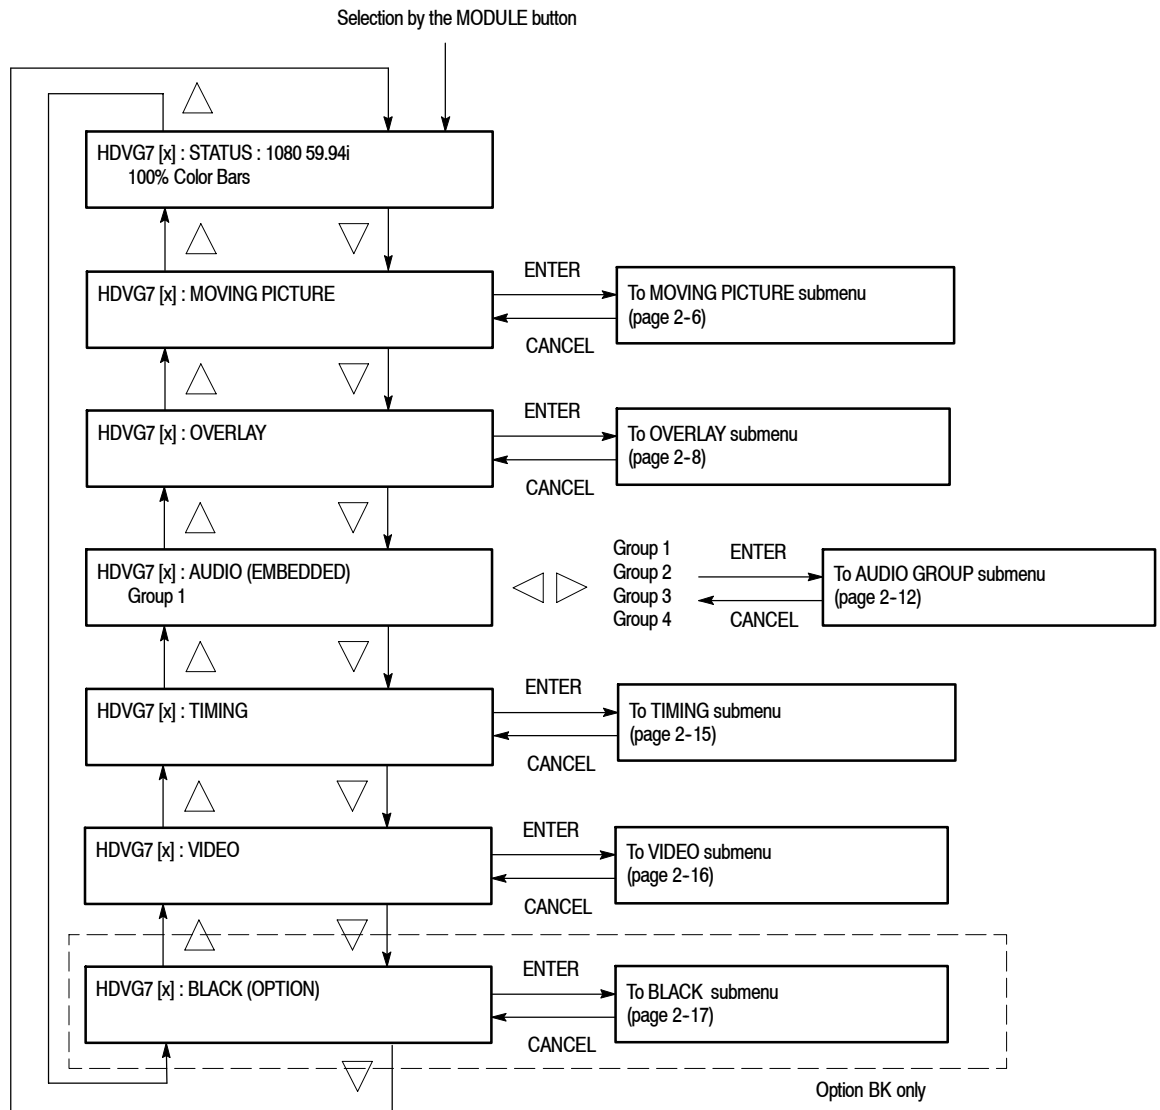 Selection by the MODULE button
HDVG7 [x] : STATUS : 1080 59.94i
100% Color Bars
HDVG7 [x] : MOVING PICTURE
ENTER
To MOVING PICTURE submenu
(page 2-6)
CANCEL
HDVG7 [x] : OVERLAY
ENTER
To OVERLAY submenu
(page 2-8)
CANCEL
HDVG7 [x] : AUDIO (EMBEDDED)
Group 1
Group 1
Group 2
Group 3
Group 4
ENTER
CANCEL
To AUDIO GROUP submenu
(page 2-12)
HDVG7 [x] : TIMING
ENTER
To TIMING submenu
(page 2-15)
CANCEL
HDVG7 [x] : VIDEO
ENTER
To VIDEO submenu
(page 2-16)
CANCEL
HDVG7 [x] : BLACK (OPTION)
ENTER
To BLACK submenu
(page 2-17)
CANCEL
Option BK only